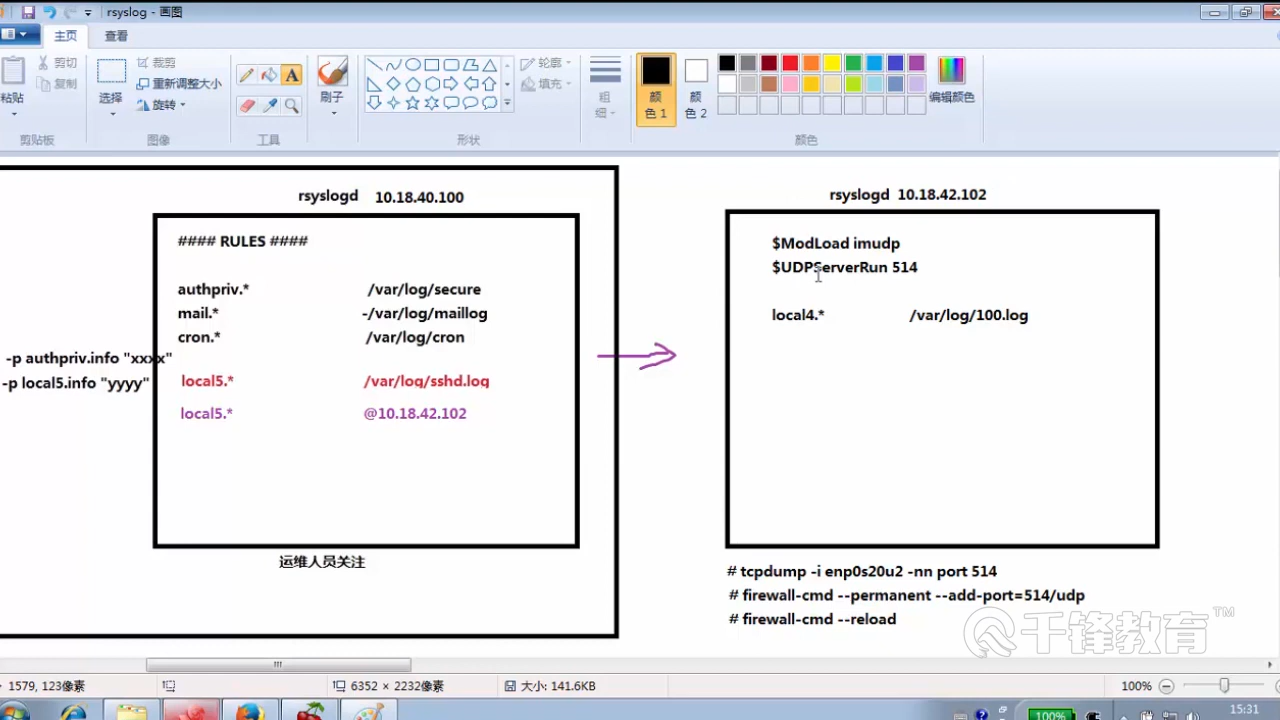 rsyslog - 画图
主页
查看
粘贴
剪切
复制
剪贴板
选择
裁剪
重新调整大小
旋转
图像
A
工具
刷子
轮廓
填充
形状
粗
细
颜
色 1
颜
色 2
编辑颜色
颜色
rsyslogd 10.18.40.100
#### RULES ####
authpriv.* /var/log/secure
mail.* -/var/log/maillog
cron.* /var/log/cron
-p authpriv.info "xxxx"
-p local5.info "yyyy"
local5.* /var/log/sshd.log
local5.* @10.18.42.102
运维人员关注
rsyslogd 10.18.42.102
$ModLoad imudp
$UDPServerRun 514
local4.* /var/log/100.log
# tcpdump -i enp0s20u2 -nn port 514
# firewall-cmd --permanent --add-port=514/udp
# firewall-cmd --reload
千锋教育™
1579, 123像素
6352 × 2232像素
大小: 141.6KB
100%
100%
15:31